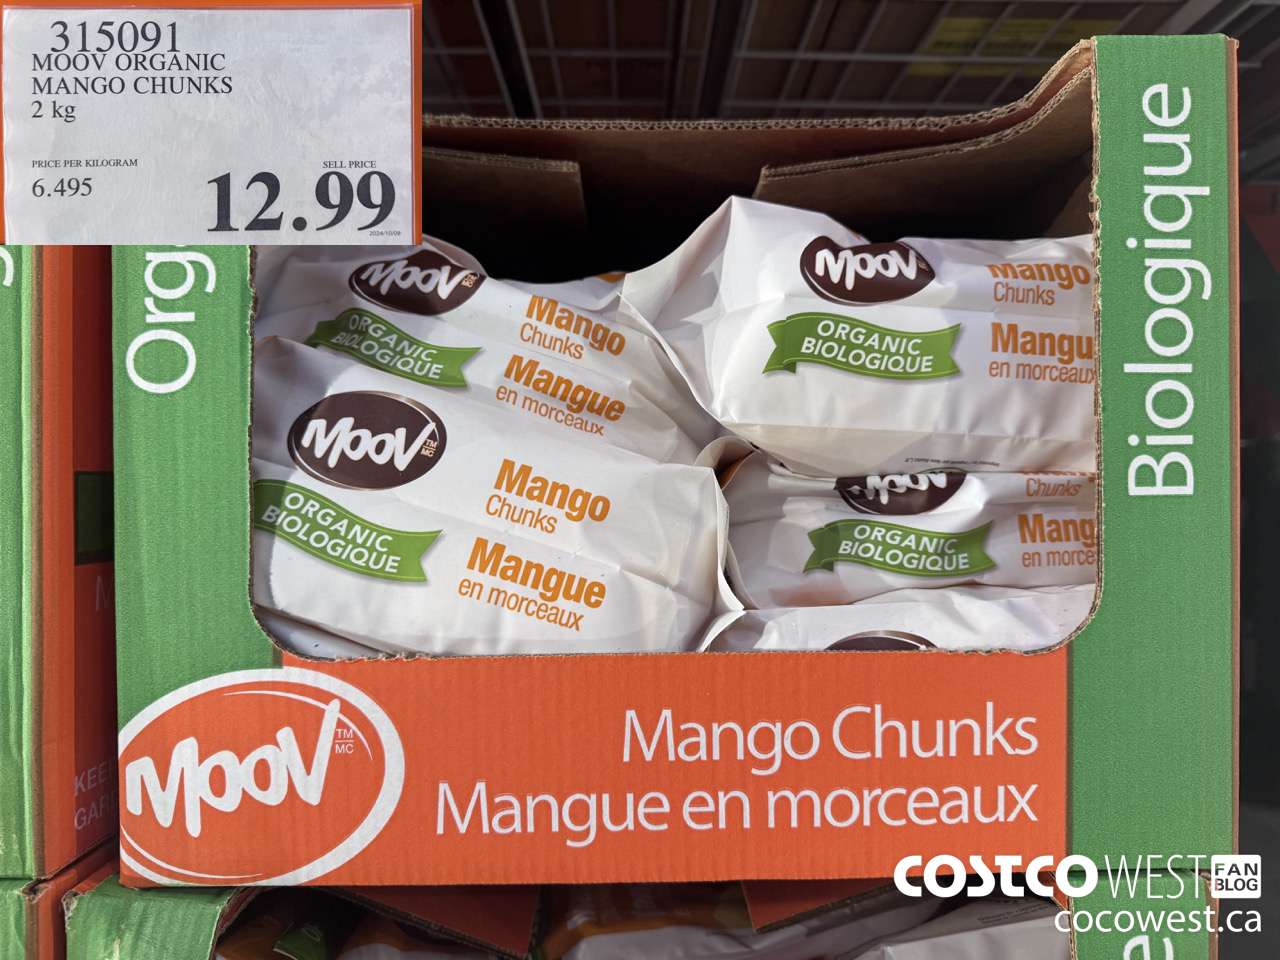 315091
MOOV ORGANIC
MANGO CHUNKS
2 kg
PRICE PER KILOGRAM
6.495
SELL PRICE
12.99
2024/10/09
Biologique
MOOV
ORGANIC
BIOLOGIQUE
Mango
Chunks
Mangue
en morceaux
MOOV
ORGANIC
BIOLOGIQUE
Mango
Chunks
Mangue
en morceaux
MOOV TM MC
ORGANIC
BIOLOGIQUE
Mango
Chunks
Mangue
en morceaux
MOOV
ORGANIC
BIOLOGIQUE
Chunks
Mang
en morce
MOOV TM MC
Mango Chunks
Mangue en morceaux
COSTCO WEST FAN BLOG
cocowest.ca